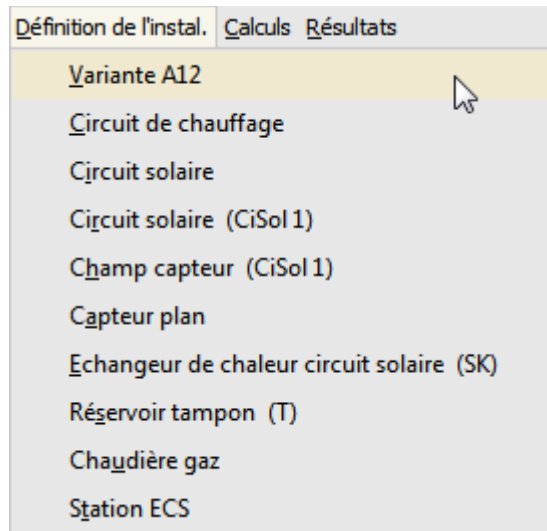 Définition de l'instal. Calculs Résultats
Variante A12
Circuit de chauffage
Circuit solaire
Circuit solaire (CiSol 1)
Champ capteur (CiSol 1)
Capteur plan
Echangeur de chaleur circuit solaire (SK)
Réservoir tampon (T)
Chaudière gaz
Station ECS